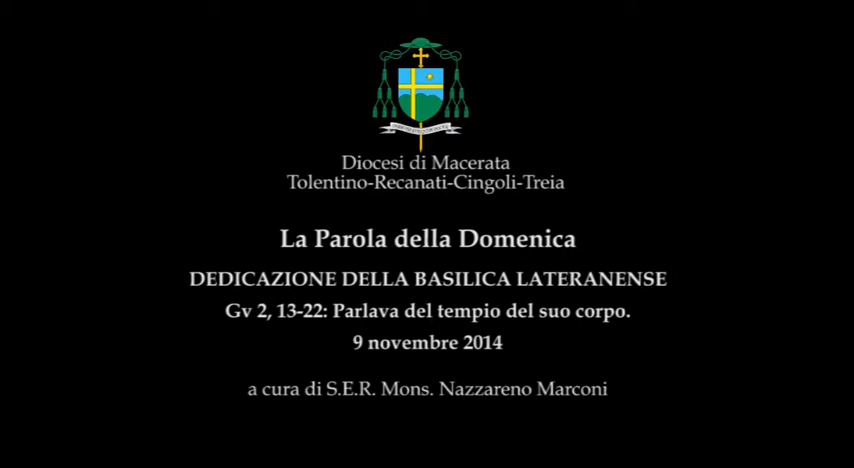 Diocesi di Macerata
Tolentino-Recanati-Cingoli-Treia
La Parola della Domenica
DEDICAZIONE DELLA BASILICA LATERANENSE
Gv 2, 13-22: Parlava del tempio del suo corpo.
9 novembre 2014
a cura di S.E.R. Mons. Nazzareno Marconi